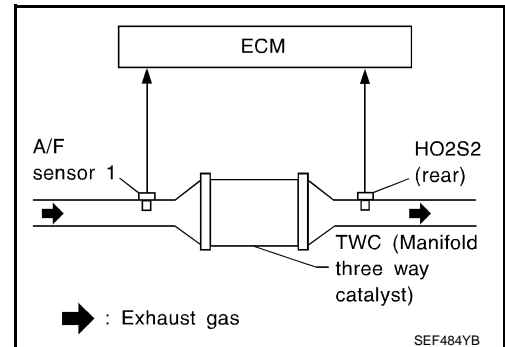 ECM
A/F
sensor 1
HO2S2
(rear)
TWC (Manifold
three way
catalyst)
: Exhaust gas
SEF484YB